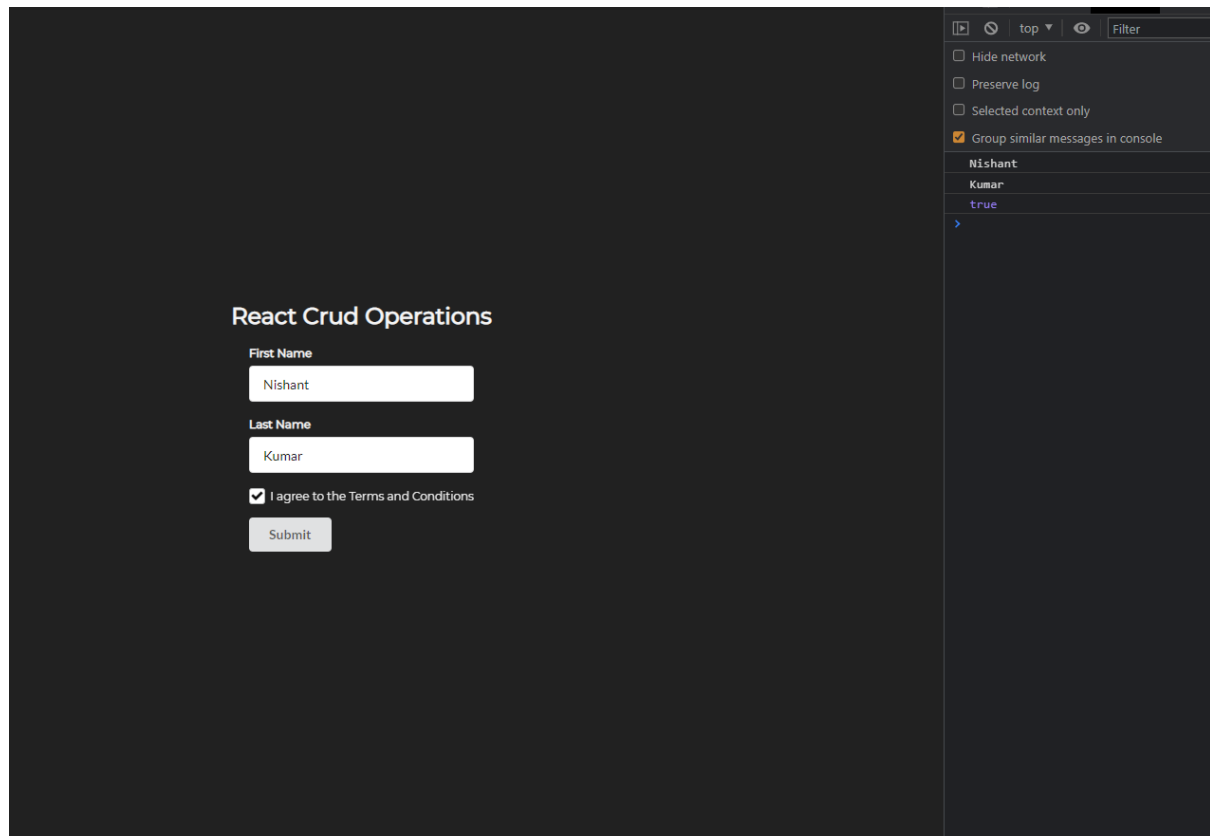 top
Filter
Hide network
Preserve log
Selected context only
Group similar messages in console
Nishant
Kumar
true
React Crud Operations
First Name
Nishant
Last Name
Kumar
I agree to the Terms and Conditions
Submit